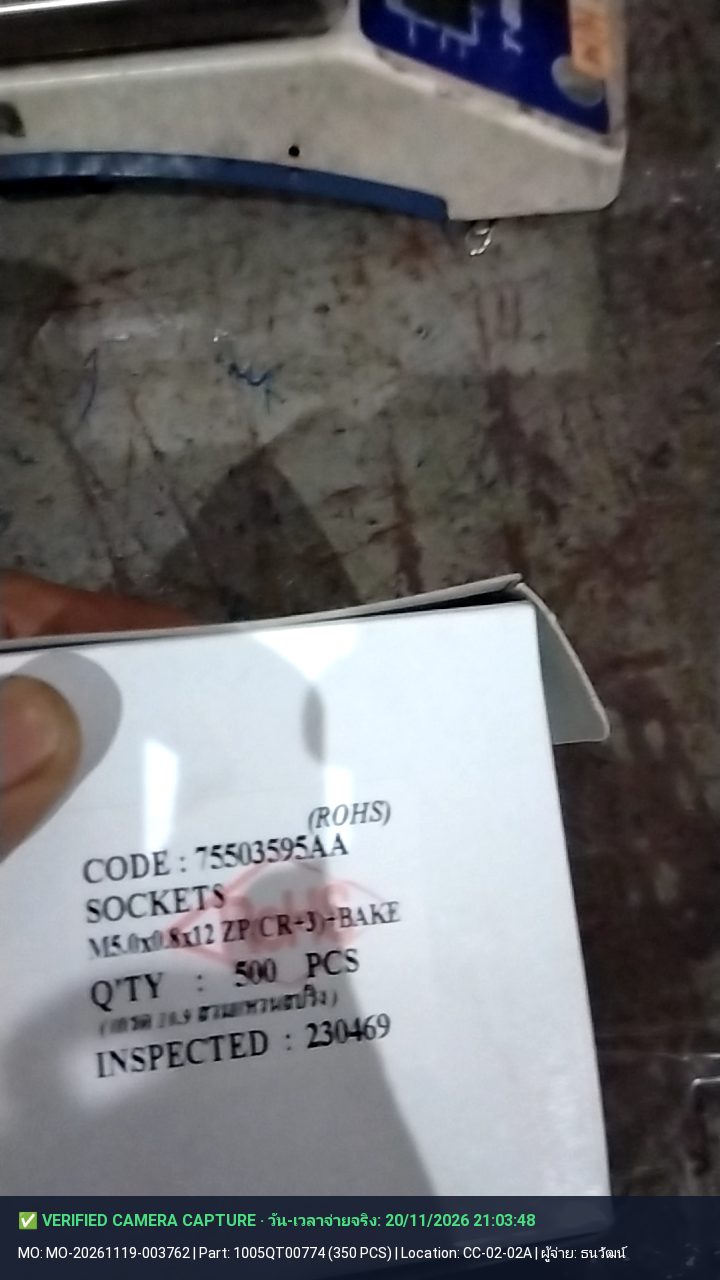 (ROHS)
CODE : 75503595AA
SOCKETS
M5.0x0.8x12 ZP(CR+3)+BAKE
Q'TY : 500 PCS
INSPECTED : 230469
RoHS
✅ VERIFIED CAMERA CAPTURE · วัน-เวลาจ่ายจริง: 20/11/2026 21:03:48
MO: MO-20261119-003762 | Part: 1005QT00774 (350 PCS) | Location: CC-02-02A | ผู้จ่าย: ธนวัฒน์